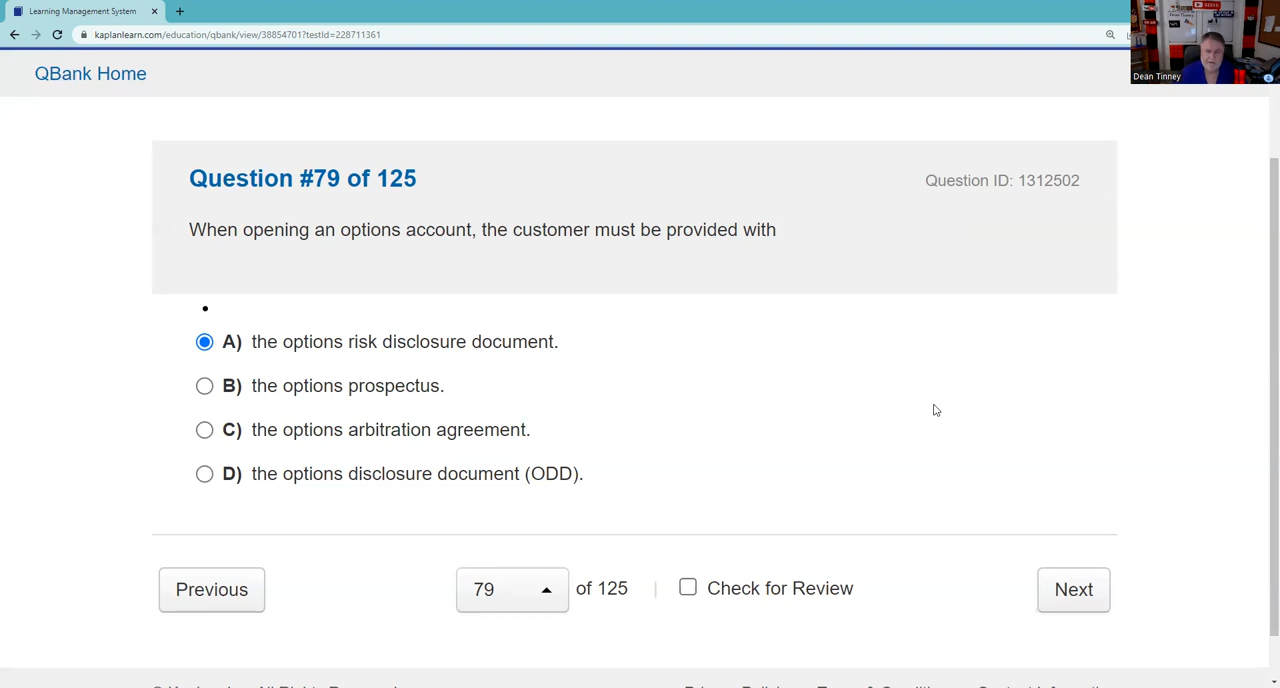 Learning Management System
kaplanlearn.com/education/qbank/view/38854701?testId=228711361
Dean Tinney
QBank Home
Question #79 of 125
Question ID: 1312502
When opening an options account, the customer must be provided with
A) the options risk disclosure document.
B) the options prospectus.
C) the options arbitration agreement.
D) the options disclosure document (ODD).
Previous
79 of 125 | Check for Review
Next